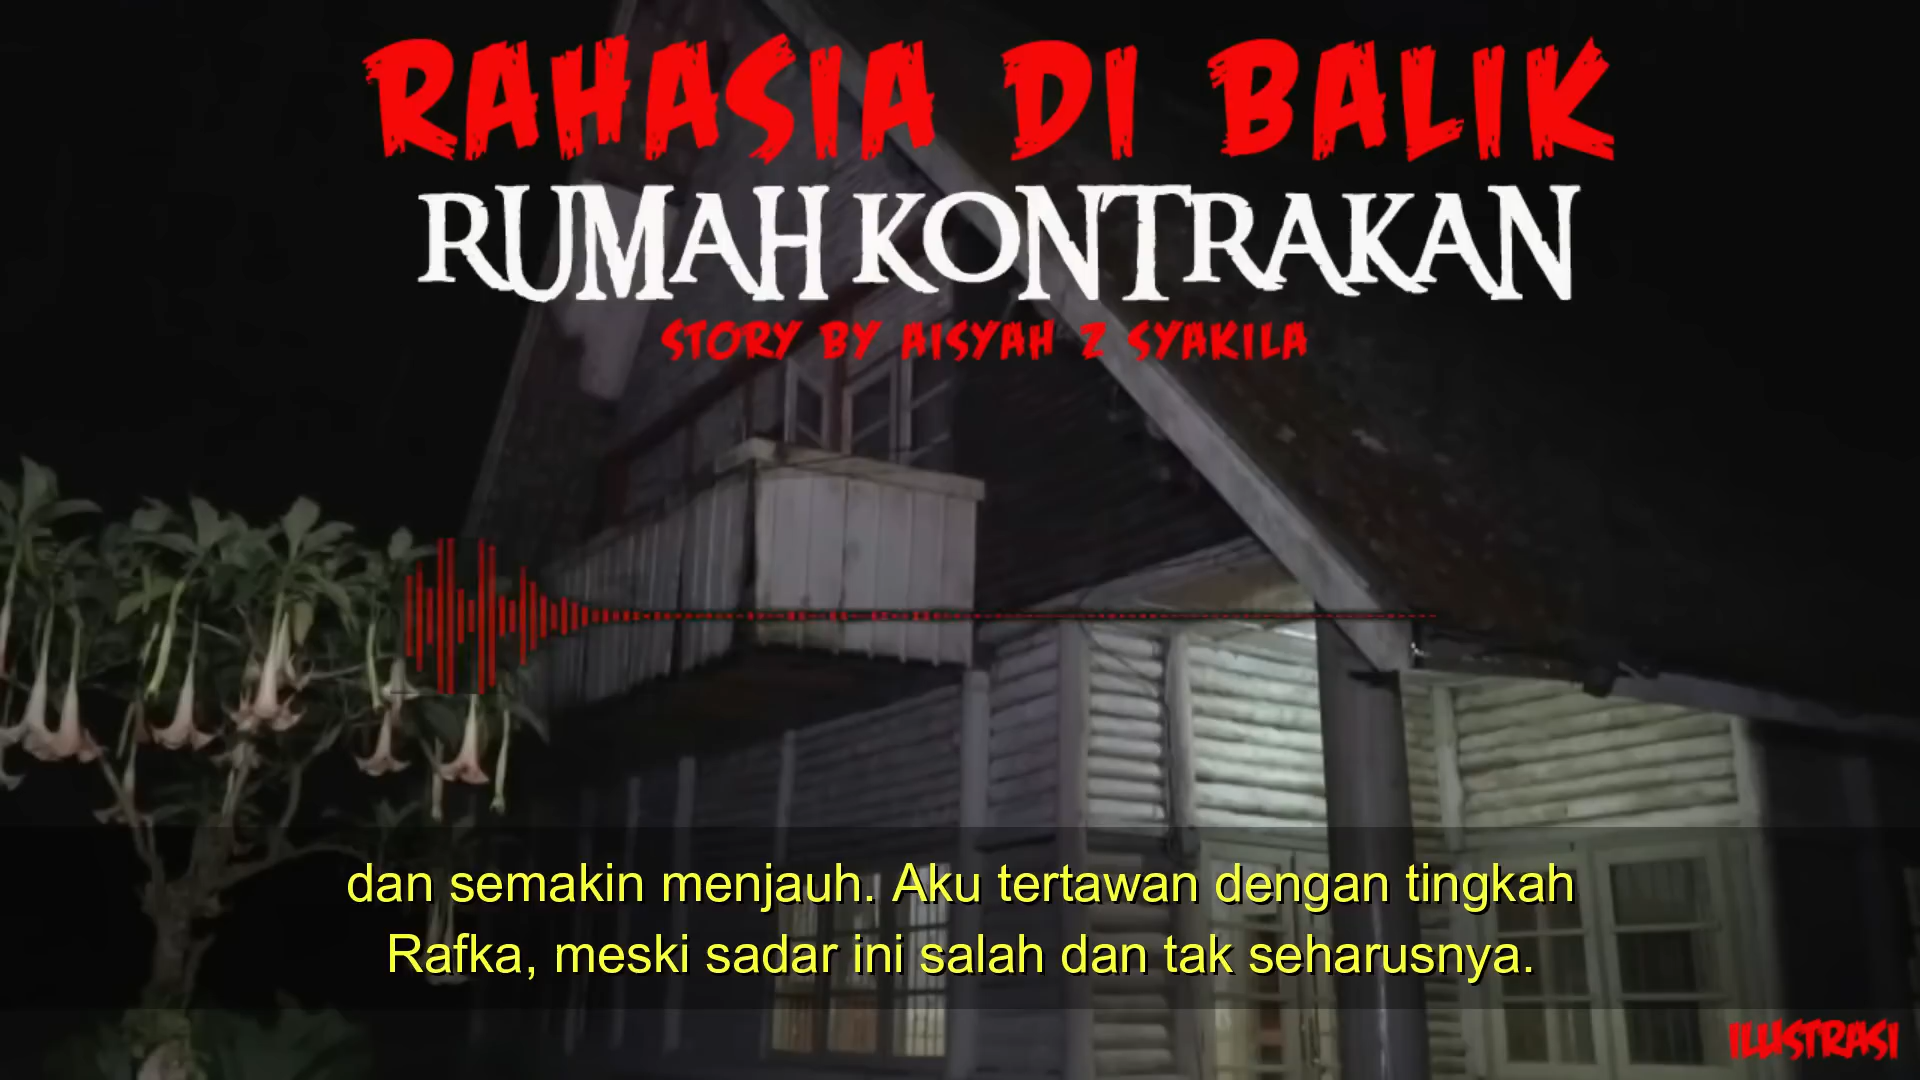 RAHASIA DI BALIK
RUMAH KONTRAKAN
STORY BY AISYAH Z SYAKILA
dan semakin menjauh. Aku tertawan dengan tingkah
Rafka, meski sadar ini salah dan tak seharusnya.
ILUSTRASI